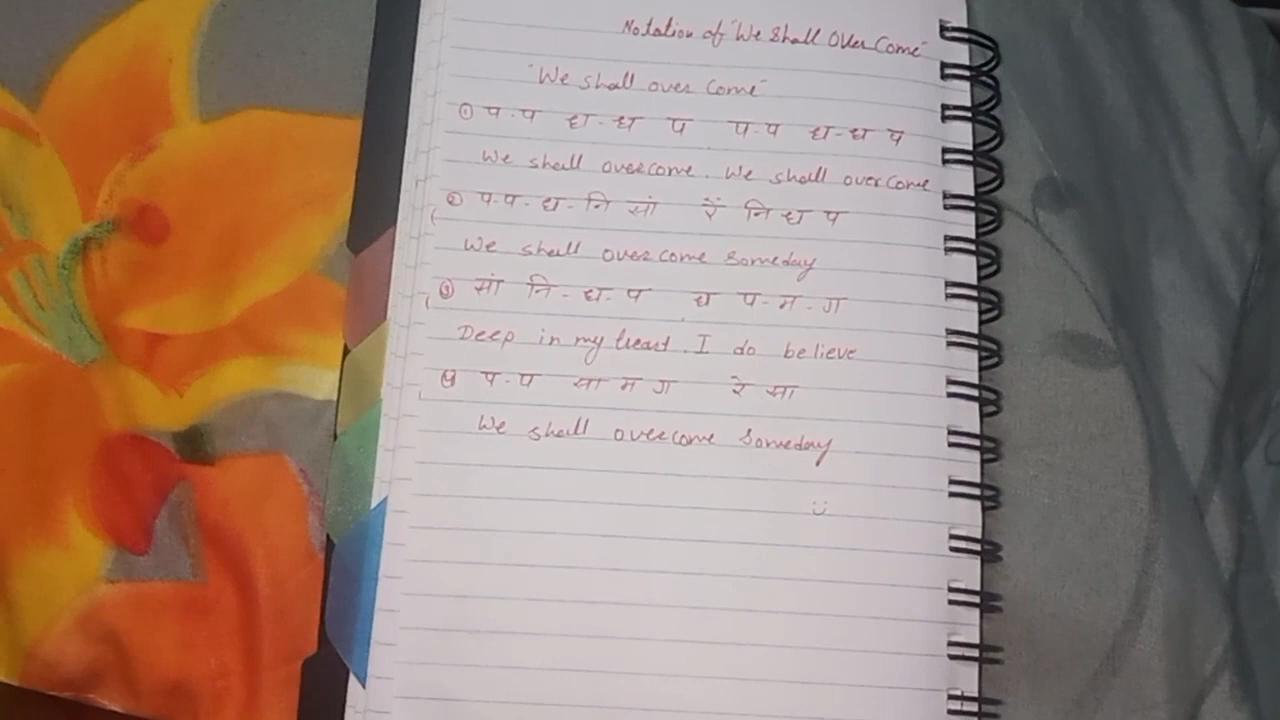 Notation of "We Shall Over Come"
"We shall over Come"
① प-प ध-ध प प-प ध-ध प
We shall overcome. We shall overcome
② प-प-ध-नि सां रें नि ध प
We shall overcome Someday
③ सां नि-ध-प ध प-म-ग
Deep in my heart. I do believe
④ प-प सा म ग रे सा
We shall overcome Someday